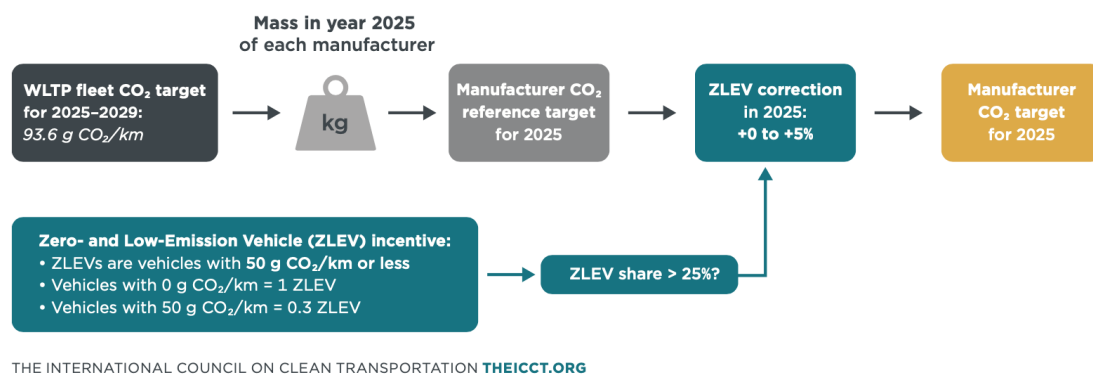 Mass in year 2025
of each manufacturer
WLTP fleet CO₂ target
for 2025–2029:
93.6 g CO₂/km
kg
Manufacturer CO₂
reference target
for 2025
ZLEV correction
in 2025:
+0 to +5%
Manufacturer
CO₂ target
for 2025
Zero- and Low-Emission Vehicle (ZLEV) incentive:
• ZLEVs are vehicles with 50 g CO₂/km or less
• Vehicles with 0 g CO₂/km = 1 ZLEV
• Vehicles with 50 g CO₂/km = 0.3 ZLEV
ZLEV share > 25%?
THE INTERNATIONAL COUNCIL ON CLEAN TRANSPORTATION THEICCT.ORG